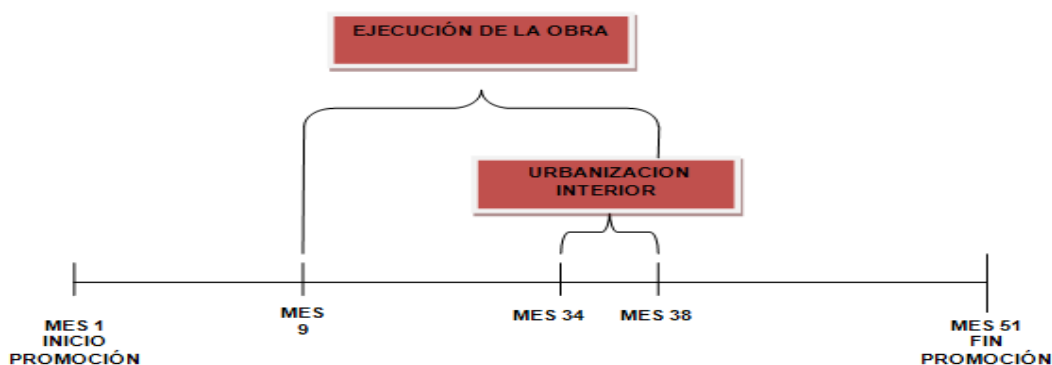 EJECUCIÓN DE LA OBRA
URBANIZACION
INTERIOR
MES 1
INICIO
PROMOCIÓN
MES
9
MES 34
MES 38
MES 51
FIN
PROMOCIÓN